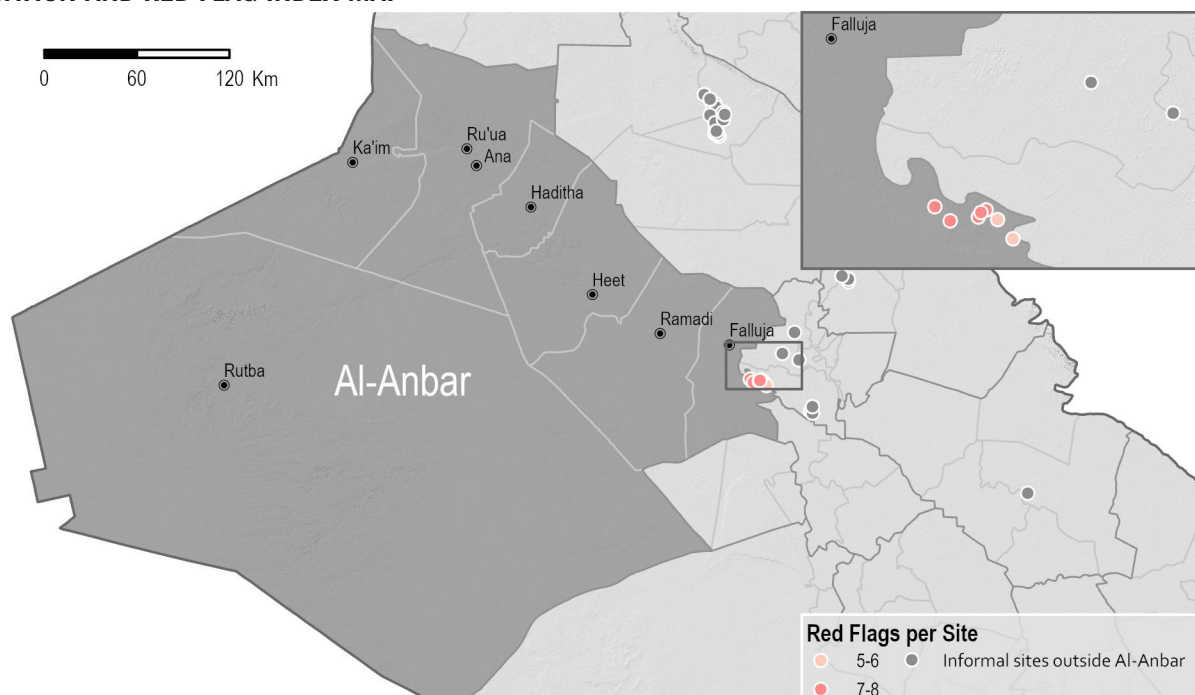 0 60 120 Km
Falluja
Ru'ua
Ka'im
Ana
Haditha
Heet
Ramadi
Falluja
Rutba
Al-Anbar
Red Flags per Site
5-6 Informal sites outside Al-Anbar
7-8